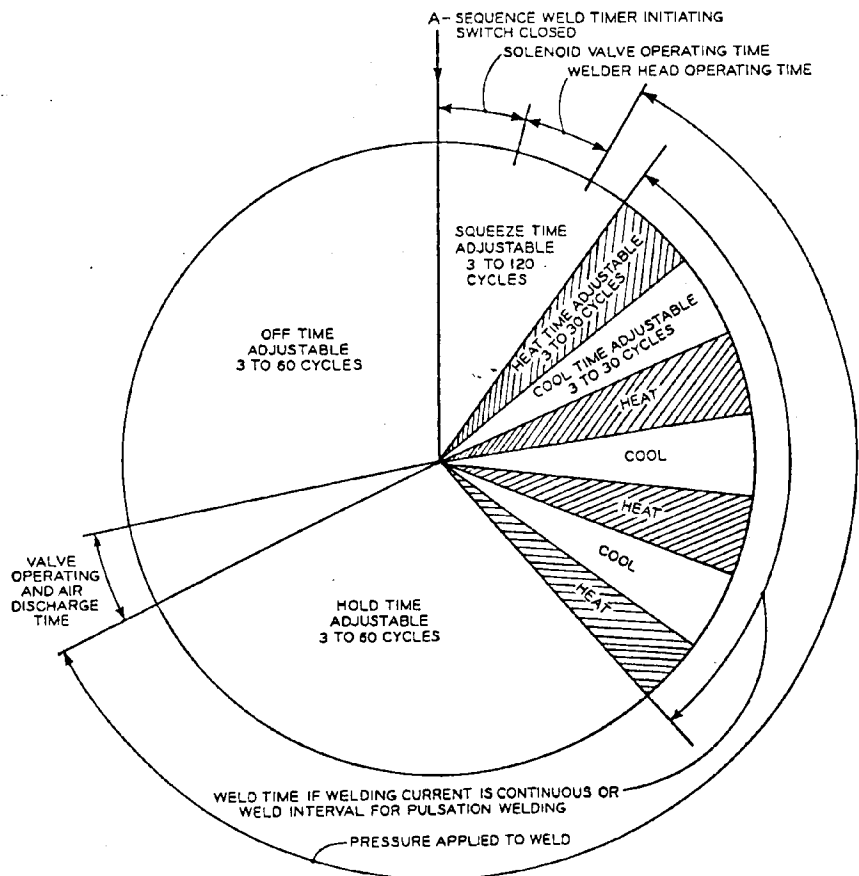 A- SEQUENCE WELD TIMER INITIATING
SWITCH CLOSED
SOLENOID VALVE OPERATING TIME
WELDER HEAD OPERATING TIME
SQUEEZE TIME
ADJUSTABLE
3 TO 120
CYCLES
HEAT TIME ADJUSTABLE
3 TO 30 CYCLES
COOL TIME ADJUSTABLE
3 TO 30 CYCLES
HEAT
COOL
HEAT
COOL
HEAT
OFF TIME
ADJUSTABLE
3 TO 60 CYCLES
VALVE
OPERATING
AND AIR
DISCHARGE
TIME
HOLD TIME
ADJUSTABLE
3 TO 60 CYCLES
WELD TIME IF WELDING CURRENT IS CONTINUOUS OR
WELD INTERVAL FOR PULSATION WELDING
PRESSURE APPLIED TO WELD